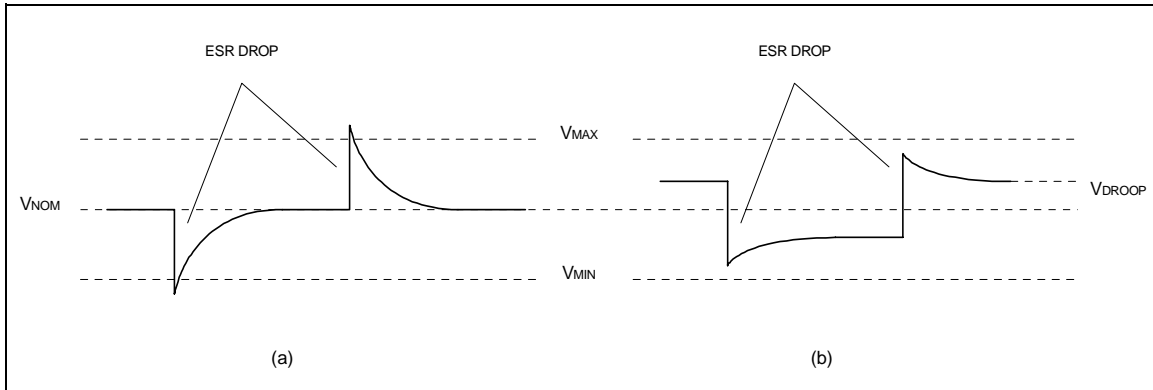 ESR DROP
ESR DROP
VMAX
VNOM
VDROOP
VMIN
(a)
(b)